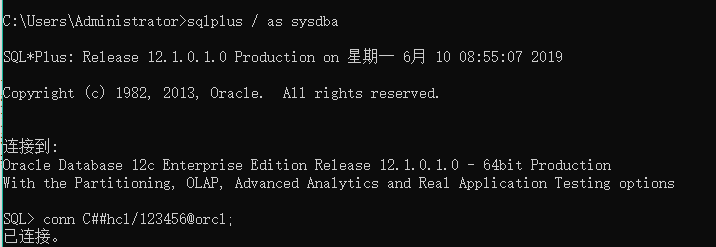 C:\Users\Administrator>sqlplus / as sysdba
SQL*Plus: Release 12.1.0.1.0 Production on 星期一 6月 10 08:55:07 2019
Copyright (c) 1982, 2013, Oracle.  All rights reserved.
连接到:
Oracle Database 12c Enterprise Edition Release 12.1.0.1.0 - 64bit Production
With the Partitioning, OLAP, Advanced Analytics and Real Application Testing options
SQL> conn C##hcl/123456@orcl;
已连接。